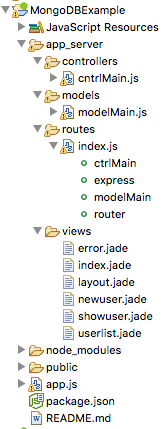 MongoDBExample
JavaScript Resources
app_server
controllers
cntrlMain.js
models
modelMain.js
routes
index.js
ctrlMain
express
modelMain
router
views
error.jade
index.jade
layout.jade
newuser.jade
showuser.jade
userlist.jade
node_modules
public
app.js
package.json
README.md